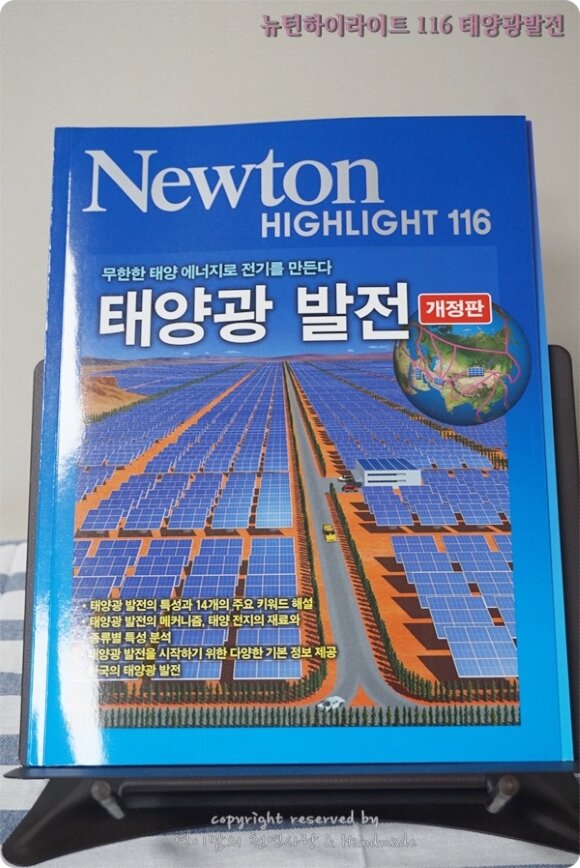 뉴턴하이라이트 116 태양광발전
Newton
HIGHLIGHT 116
무한한 태양 에너지로 전기를 만든다
태양광 발전 개정판
• 태양광 발전의 특성과 14개의 주요 키워드 해설
• 태양광 발전의 메커니즘, 태양 전지의 재료와
종류별 특성 분석
• 태양광 발전을 시작하기 위한 다양한 기본 정보 제공
• 한국의 태양광 발전
copyright reserved by
& Handmade